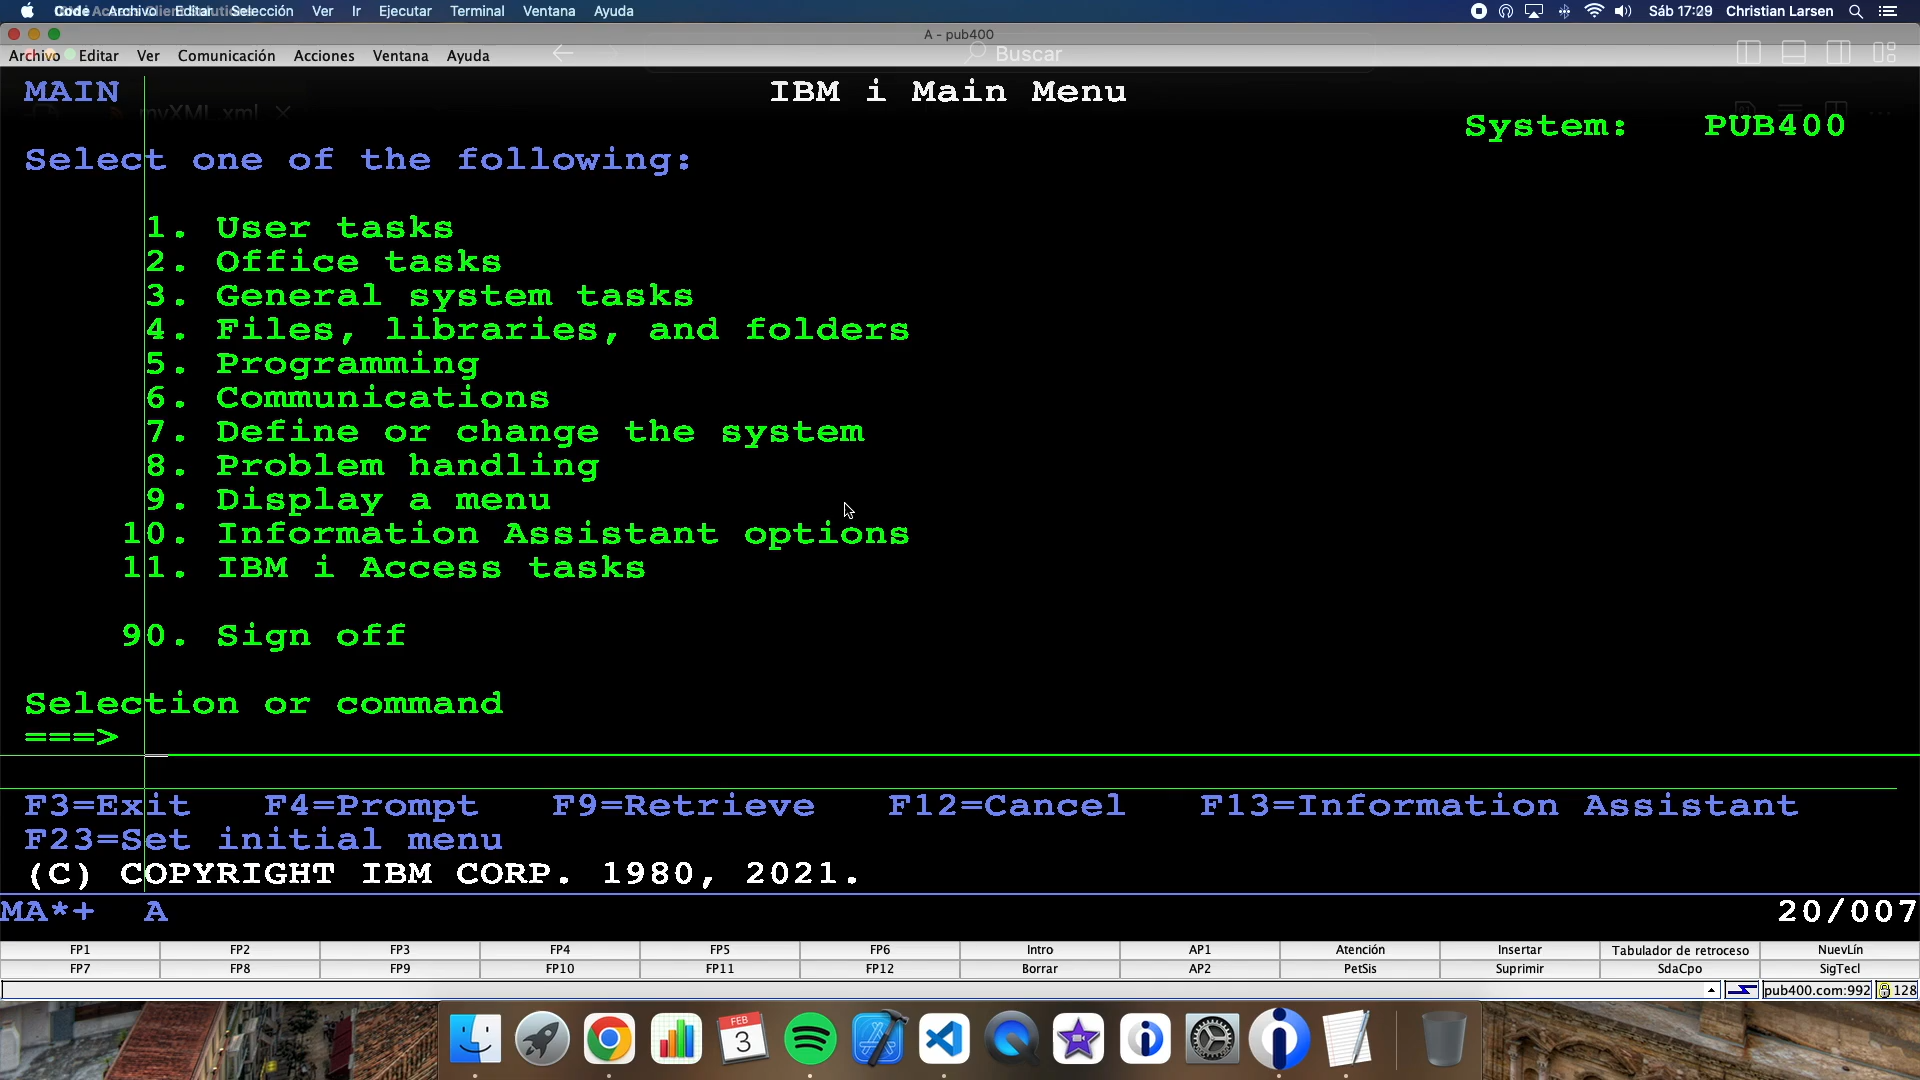 Code Archivo Editar Selección Ver Ir Ejecutar Terminal Ventana Ayuda Sáb 17:29 Christian Larsen
A - pub400
Archivo Editar Ver Comunicación Acciones Ventana Ayuda
Buscar
MAIN IBM i Main Menu
myXML.xml
System: PUB400
Select one of the following:
1. User tasks
2. Office tasks
3. General system tasks
4. Files, libraries, and folders
5. Programming
6. Communications
7. Define or change the system
8. Problem handling
9. Display a menu
10. Information Assistant options
11. IBM i Access tasks
90. Sign off
Selection or command
===>
F3=Exit F4=Prompt F9=Retrieve F12=Cancel F13=Information Assistant
F23=Set initial menu
(C) COPYRIGHT IBM CORP. 1980, 2021.
MA*+ A 20/007
FP1 FP2 FP3 FP4 FP5 FP6 Intro AP1 Atención Insertar Tabulador de retroceso NuevLín
FP7 FP8 FP9 FP10 FP11 FP12 Borrar AP2 PetSis Suprimir SdaCpo SigTecl
pub400.com:992 128
FEB
3